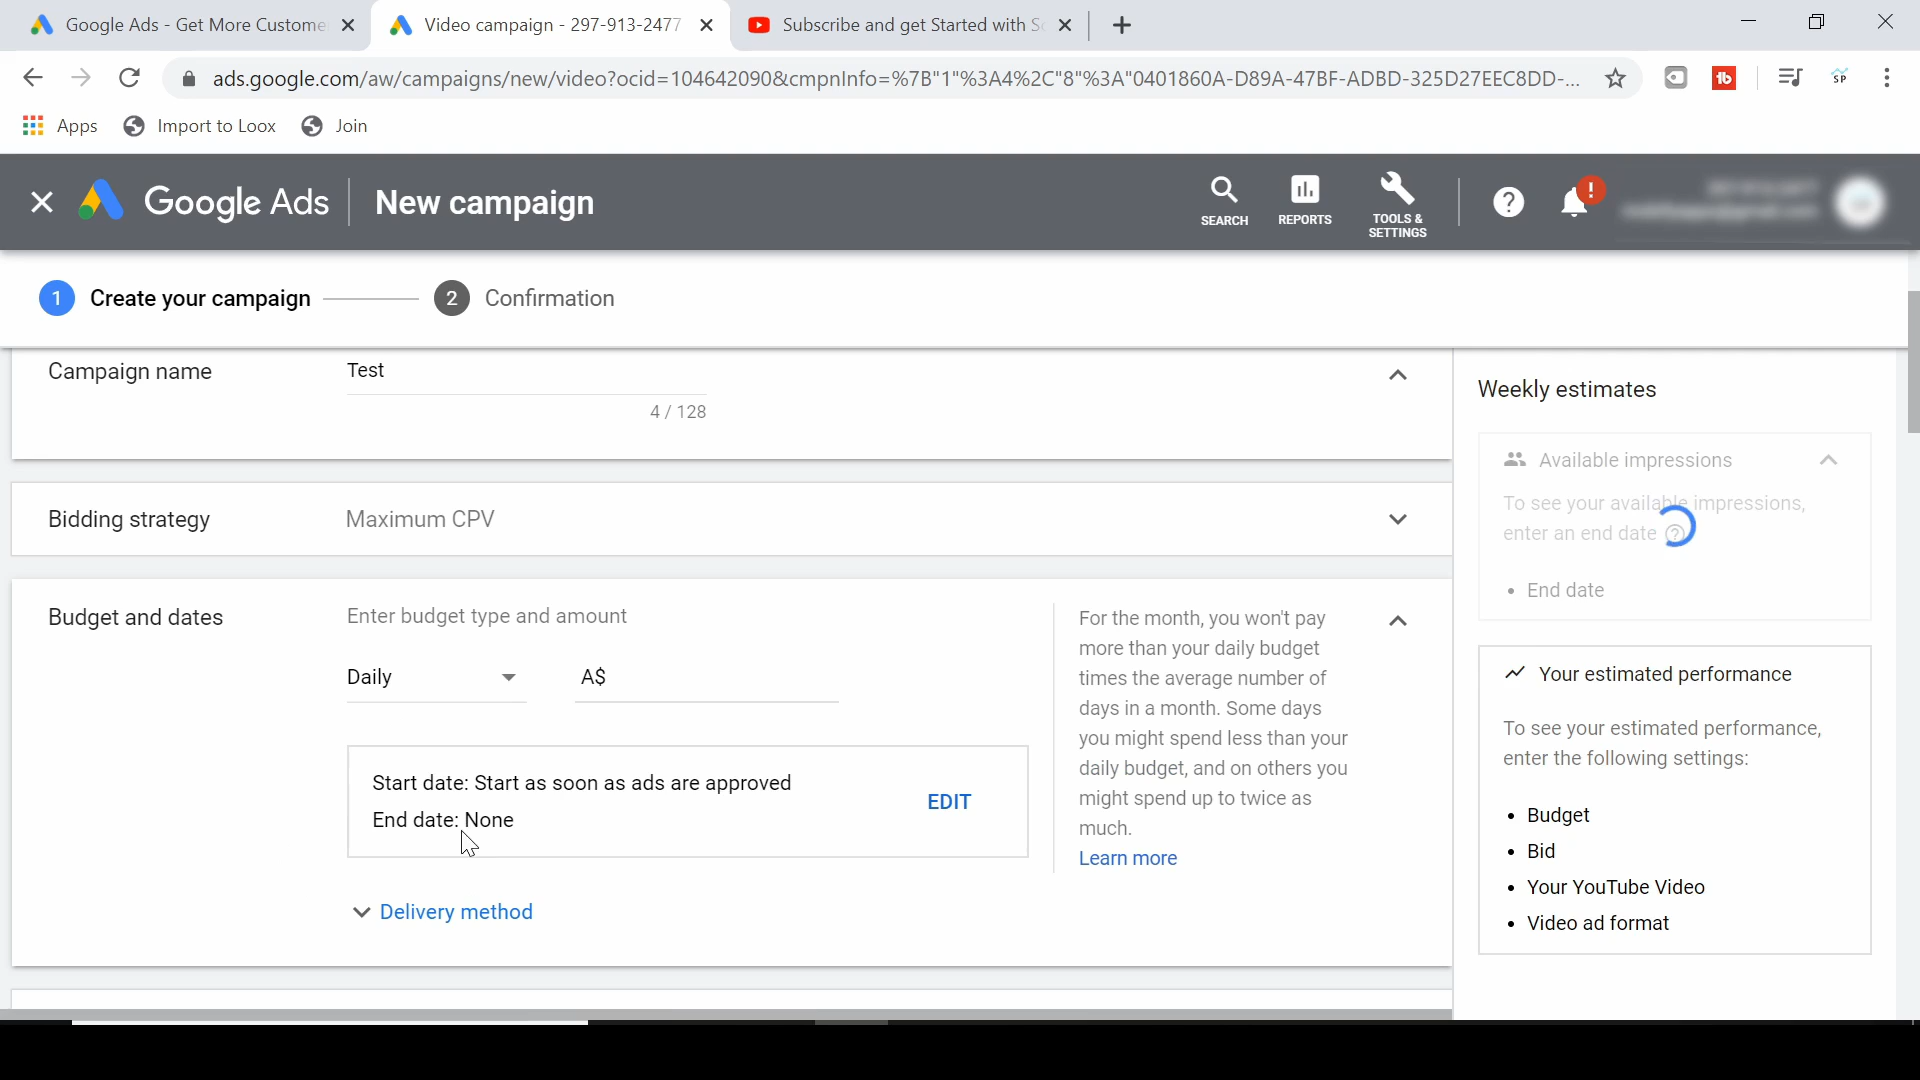 Google Ads - Get More Custome
Video campaign - 297-913-2477
Subscribe and get Started with S
ads.google.com/aw/campaigns/new/video?ocid=104642090&cmpnInfo=%7B"1"%3A4%2C"8"%3A"0401860A-D89A-47BF-ADBD-325D27EEC8DD-...
Apps
Import to Loox
Join
Google Ads
New campaign
SEARCH
REPORTS
TOOLS &
SETTINGS
1 Create your campaign
2 Confirmation
Campaign name
Test
4 / 128
Bidding strategy
Maximum CPV
Budget and dates
Enter budget type and amount
Daily
A$
Start date: Start as soon as ads are approved
End date: None
EDIT
Delivery method
For the month, you won't pay
more than your daily budget
times the average number of
days in a month. Some days
you might spend less than your
daily budget, and on others you
might spend up to twice as
much.
Learn more
Weekly estimates
Available impressions
To see your available impressions,
enter an end date
• End date
Your estimated performance
To see your estimated performance,
enter the following settings:
• Budget
• Bid
• Your YouTube Video
• Video ad format